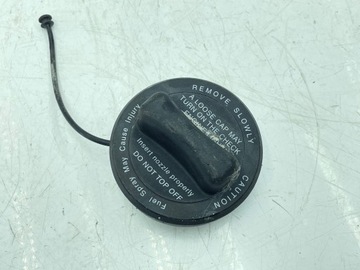 REMOVE SLOWLY
CAUTION
Fuel Spray May Cause Injury
A LOOSE CAP MAY
TURN ON THE CHECK
Insert nozzle properly
DO NOT TOP OFF